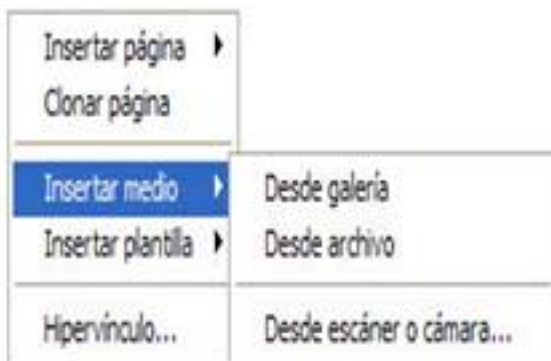 Insertar página
Clonar página
Insertar medio
Insertar plantilla
Hipervínculo...
Desde galería
Desde archivo
Desde escáner o cámara...